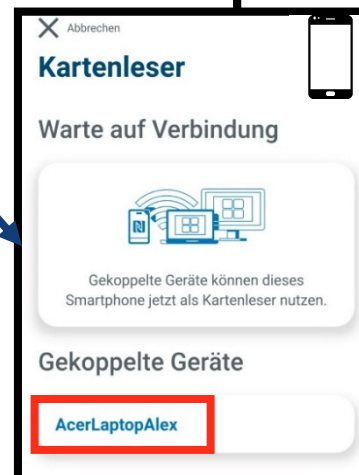 Abbrechen
Kartenleser
Warte auf Verbindung
N
Gekoppelte Geräte können dieses
Smartphone jetzt als Kartenleser nutzen.
Gekoppelte Geräte
AcerLaptopAlex